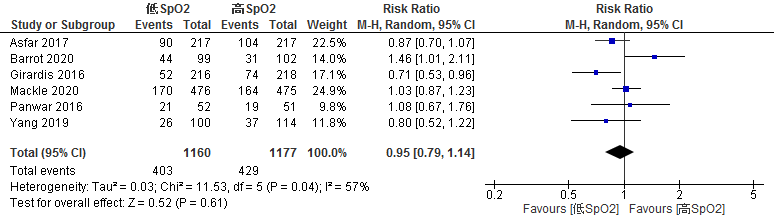 低SpO2 高SpO2 Risk Ratio Risk Ratio
Study or Subgroup Events Total Events Total Weight M-H, Random, 95% CI M-H, Random, 95% CI
Asfar 2017 90 217 104 217 22.5% 0.87 [0.70, 1.07]
Barrot 2020 44 99 31 102 14.0% 1.46 [1.01, 2.11]
Girardis 2016 52 216 74 218 17.1% 0.71 [0.53, 0.96]
Mackle 2020 170 476 164 475 24.9% 1.03 [0.87, 1.23]
Panwar 2016 21 52 19 51 9.6% 1.08 [0.67, 1.76]
Yang 2019 26 100 37 114 11.8% 0.80 [0.52, 1.22]
Total (95% CI) 1160 1177 100.0% 0.95 [0.79, 1.14]
Total events 403 429
Heterogeneity: Tau² = 0.03; Chi² = 11.53, df = 5 (P = 0.04); I² = 57%
Test for overall effect: Z = 0.52 (P = 0.61)
0.2 0.5 1 2 5
Favours [低SpO2] Favours [高SpO2]